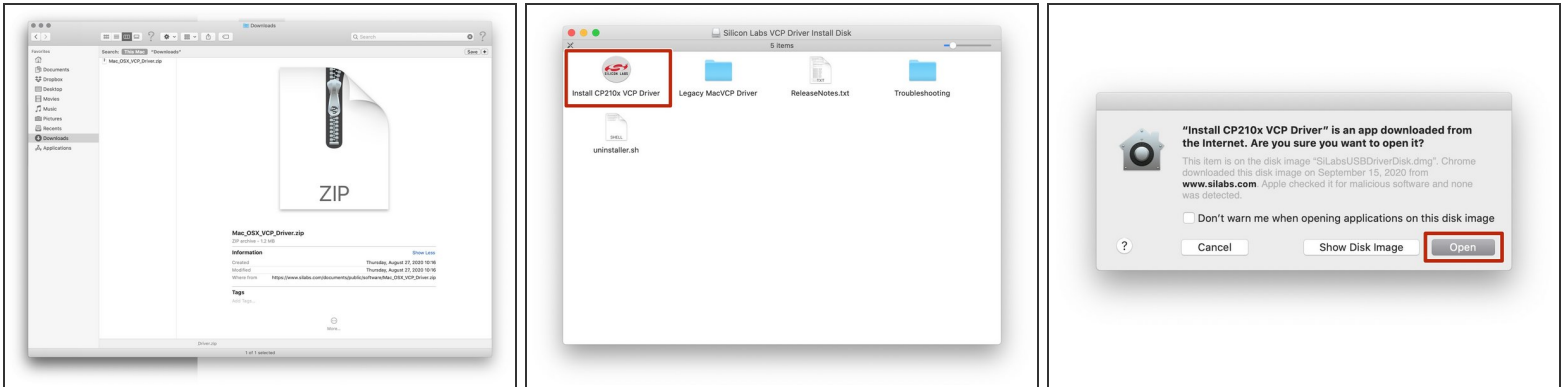 Downloads
Search
Favorites
Documents
Dropbox
Desktop
Movies
Music
Pictures
Recents
Downloads
Applications
Search: This Mac "Downloads"
Save +
Mac_OSX_VCP_Driver.zip
ZIP
Mac_OSX_VCP_Driver.zip
ZIP archive - 1.2 MB
Information Show Less
Created Thursday, August 27, 2020 10:16
Modified Thursday, August 27, 2020 10:16
Where from https://www.silabs.com/documents/public/software/Mac_OSX_VCP_Driver.zip
Tags
Add Tags...
More...
Driver.zip
1 of 1 selected
Silicon Labs VCP Driver Install Disk
5 items
SILICON LABS
TXT
Install CP210x VCP Driver
Legacy MacVCP Driver
ReleaseNotes.txt
Troubleshooting
SHELL
uninstaller.sh
"Install CP210x VCP Driver" is an app downloaded from
the Internet. Are you sure you want to open it?
This item is on the disk image "SiLabsUSBDriverDisk.dmg". Chrome
downloaded this disk image on September 15, 2020 from
www.silabs.com. Apple checked it for malicious software and none
was detected.
Don't warn me when opening applications on this disk image
?
Cancel
Show Disk Image
Open